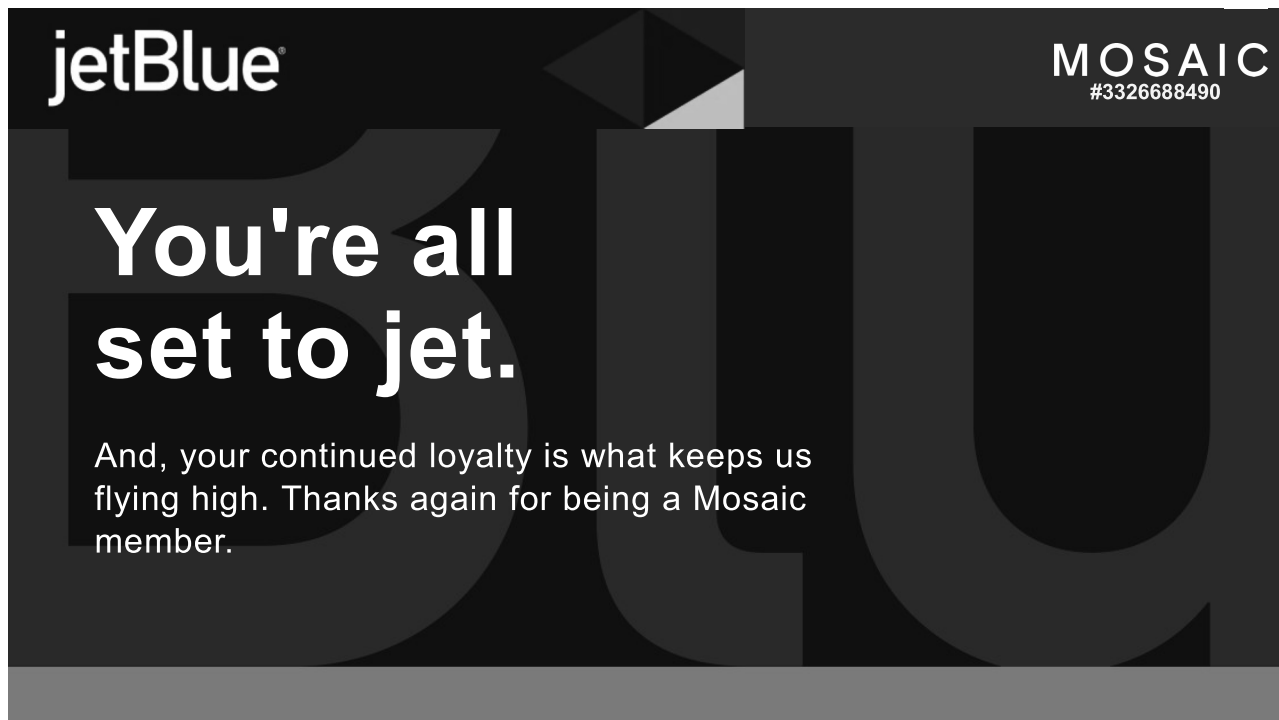 jetBlue®
MOSAIC
#3326688490
You're all
set to jet.
And, your continued loyalty is what keeps us
flying high. Thanks again for being a Mosaic
member.